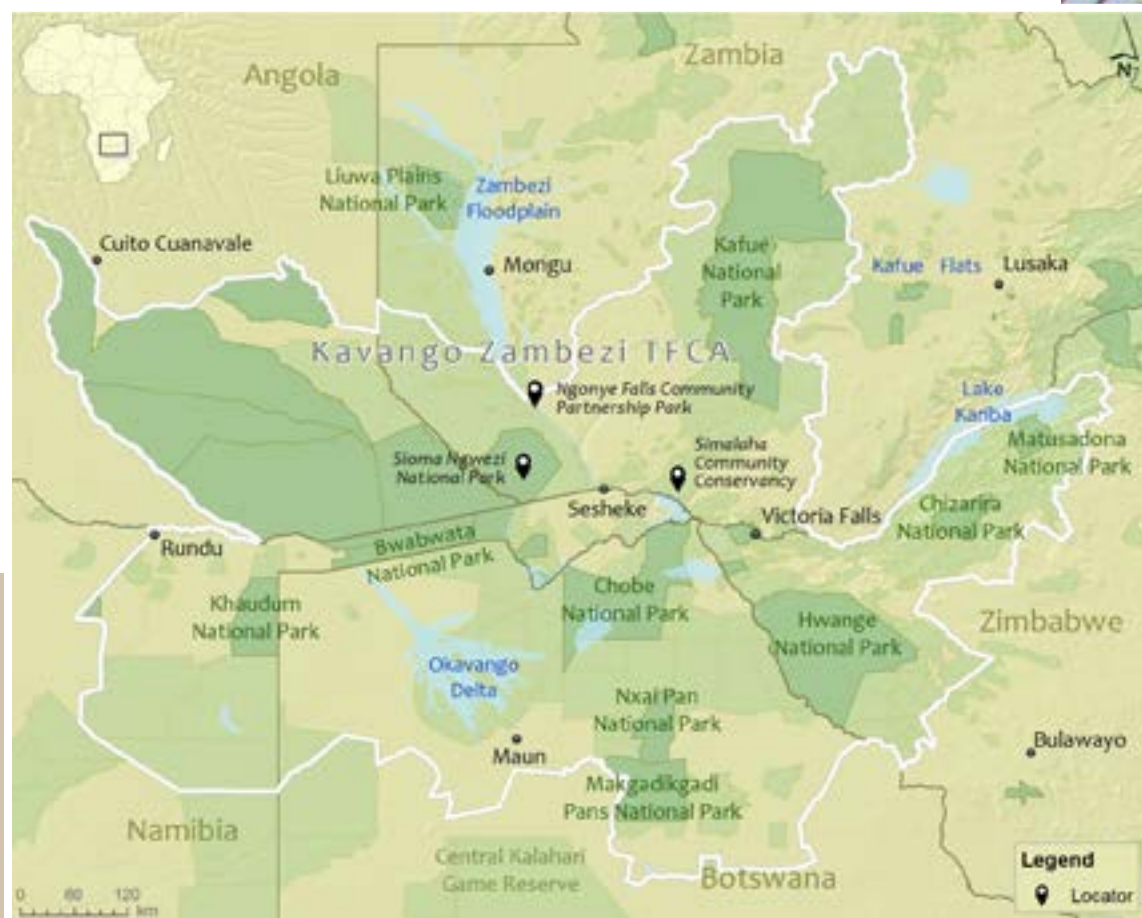 Angola
Zambia
N
Liuwa Plains
National Park
Zambezi
Floodplain
Cuito Cuanavale
Mongu
Kafue
National
Park
Kafue Flats
Lusaka
Kavango Zambezi TFCA
Ngonye Falls Community
Partnership Park
Lake
Kariba
Matusadona
National Park
Sioma Ngwezi
National Park
Simalaha
Community
Conservancy
Sesheke
Victoria Falls
Chizarira
National Park
Rundu
Bwabwata
National Park
Khaudum
National Park
Chobe
National Park
Hwange
National Park
Zimbabwe
Okavango
Delta
Nxai Pan
National Park
Maun
Bulawayo
Makgadikgadi
Pans National Park
Namibia
Central Kalahari
Game Reserve
Botswana
Legend
Locator
0 60 120
km